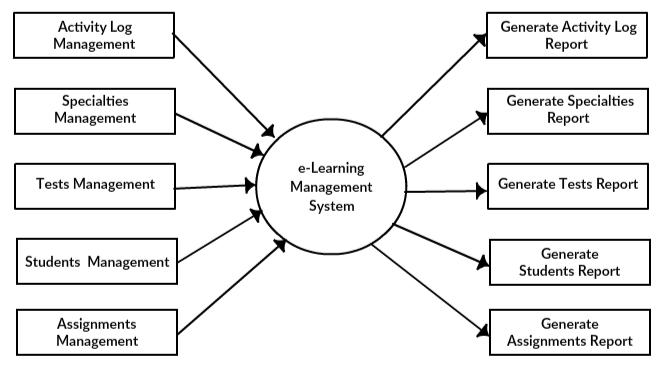 Activity Log
Management
Specialties
Management
Tests Management
Students Management
Assignments
Management
e-Learning
Management
System
Generate Activity Log
Report
Generate Specialties
Report
Generate Tests Report
Generate
Students Report
Generate
Assignments Report